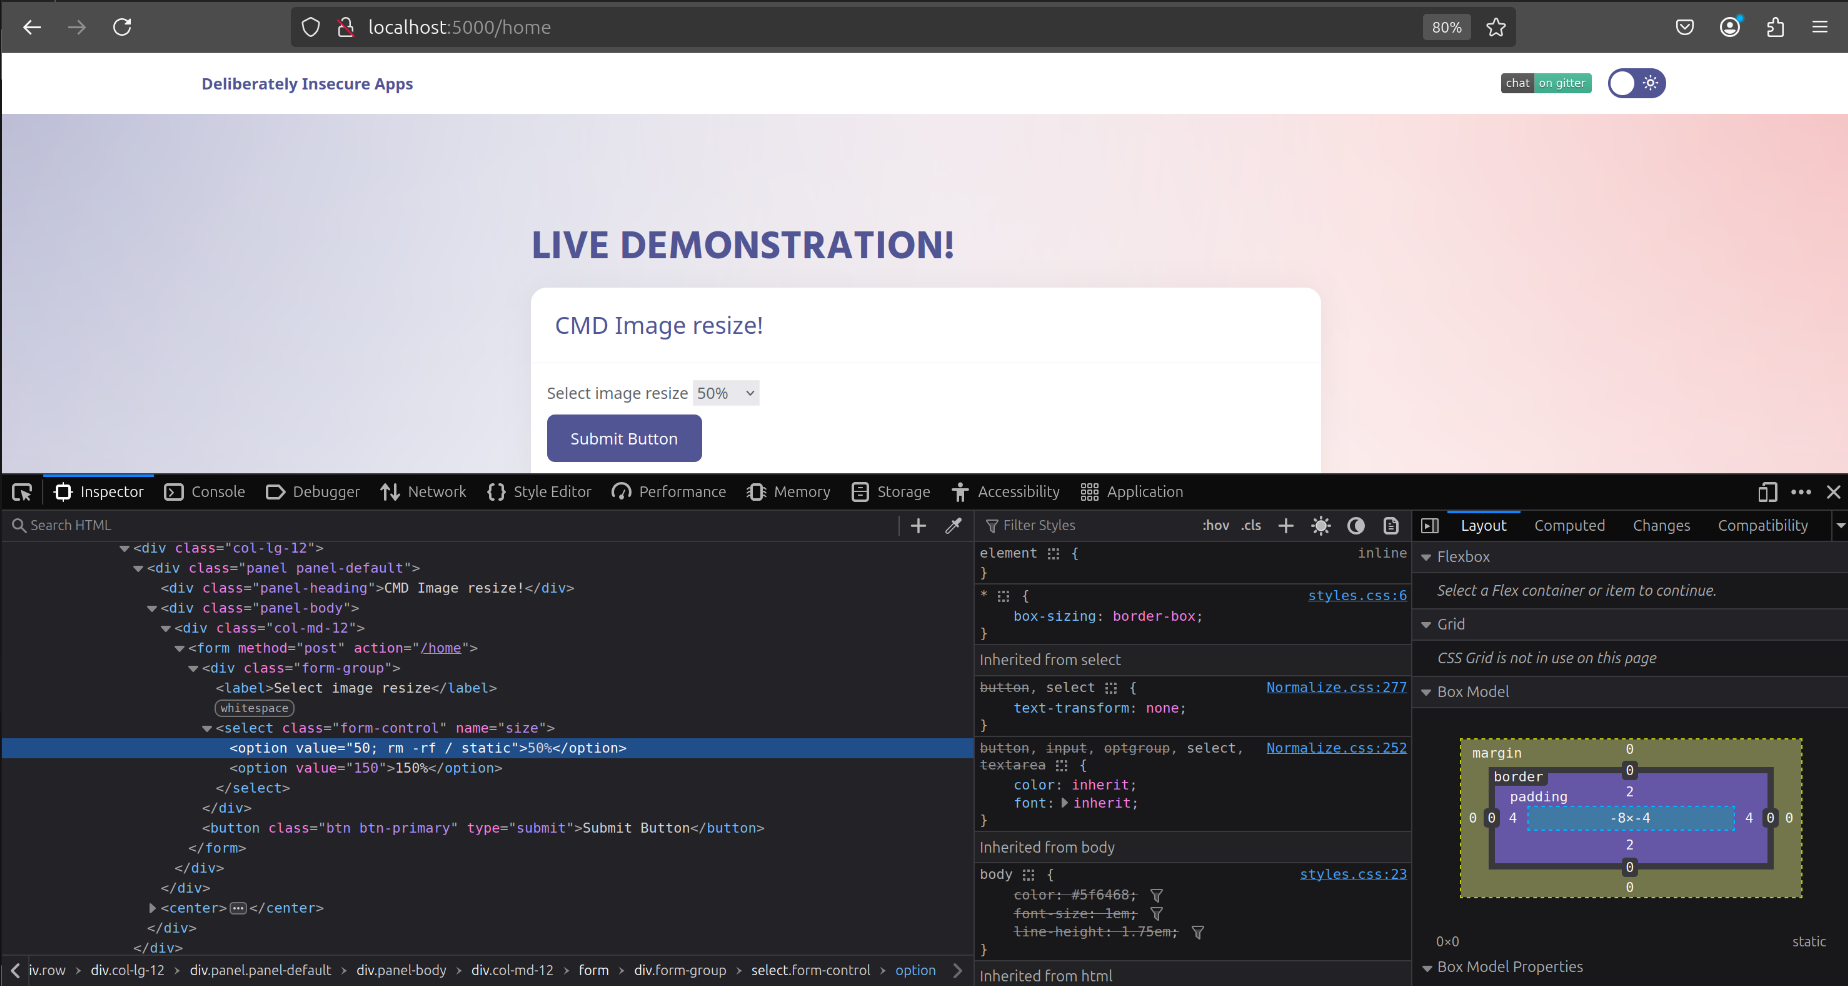 localhost:5000/home
80%
Deliberately Insecure Apps
chat on gitter
LIVE DEMONSTRATION!
CMD Image resize!
Select image resize 50%
Submit Button
Inspector Console Debugger Network Style Editor Performance Memory Storage Accessibility Application
Search HTML
<div class="col-lg-12">
<div class="panel panel-default">
<div class="panel-heading">CMD Image resize!</div>
<div class="panel-body">
<div class="col-md-12">
<form method="post" action="/home">
<div class="form-group">
<label>Select image resize</label>
whitespace
<select class="form-control" name="size">
<option value="50; rm -rf / static">50%</option>
<option value="150">150%</option>
</select>
</div>
<button class="btn btn-primary" type="submit">Submit Button</button>
</form>
</div>
</div>
<center>…</center>
</div>
</div>
iv.row › div.col-lg-12 › div.panel.panel-default › div.panel-body › div.col-md-12 › form › div.form-group › select.form-control › option
Filter Styles :hov .cls
element { inline
}
* { styles.css:6
box-sizing: border-box;
}
Inherited from select
button, select { Normalize.css:277
text-transform: none;
}
button, input, optgroup, select, Normalize.css:252
textarea {
color: inherit;
font: inherit;
}
Inherited from body
body { styles.css:23
color: #5f6468;
font-size: 1em;
line-height: 1.75em;
}
Inherited from html
Layout Computed Changes Compatibility
Flexbox
Select a Flex container or item to continue.
Grid
CSS Grid is not in use on this page
Box Model
margin 0
border 0
padding 2
0 0 4 -8×-4 4 0 0
2
0
0
0×0 static
Box Model Properties